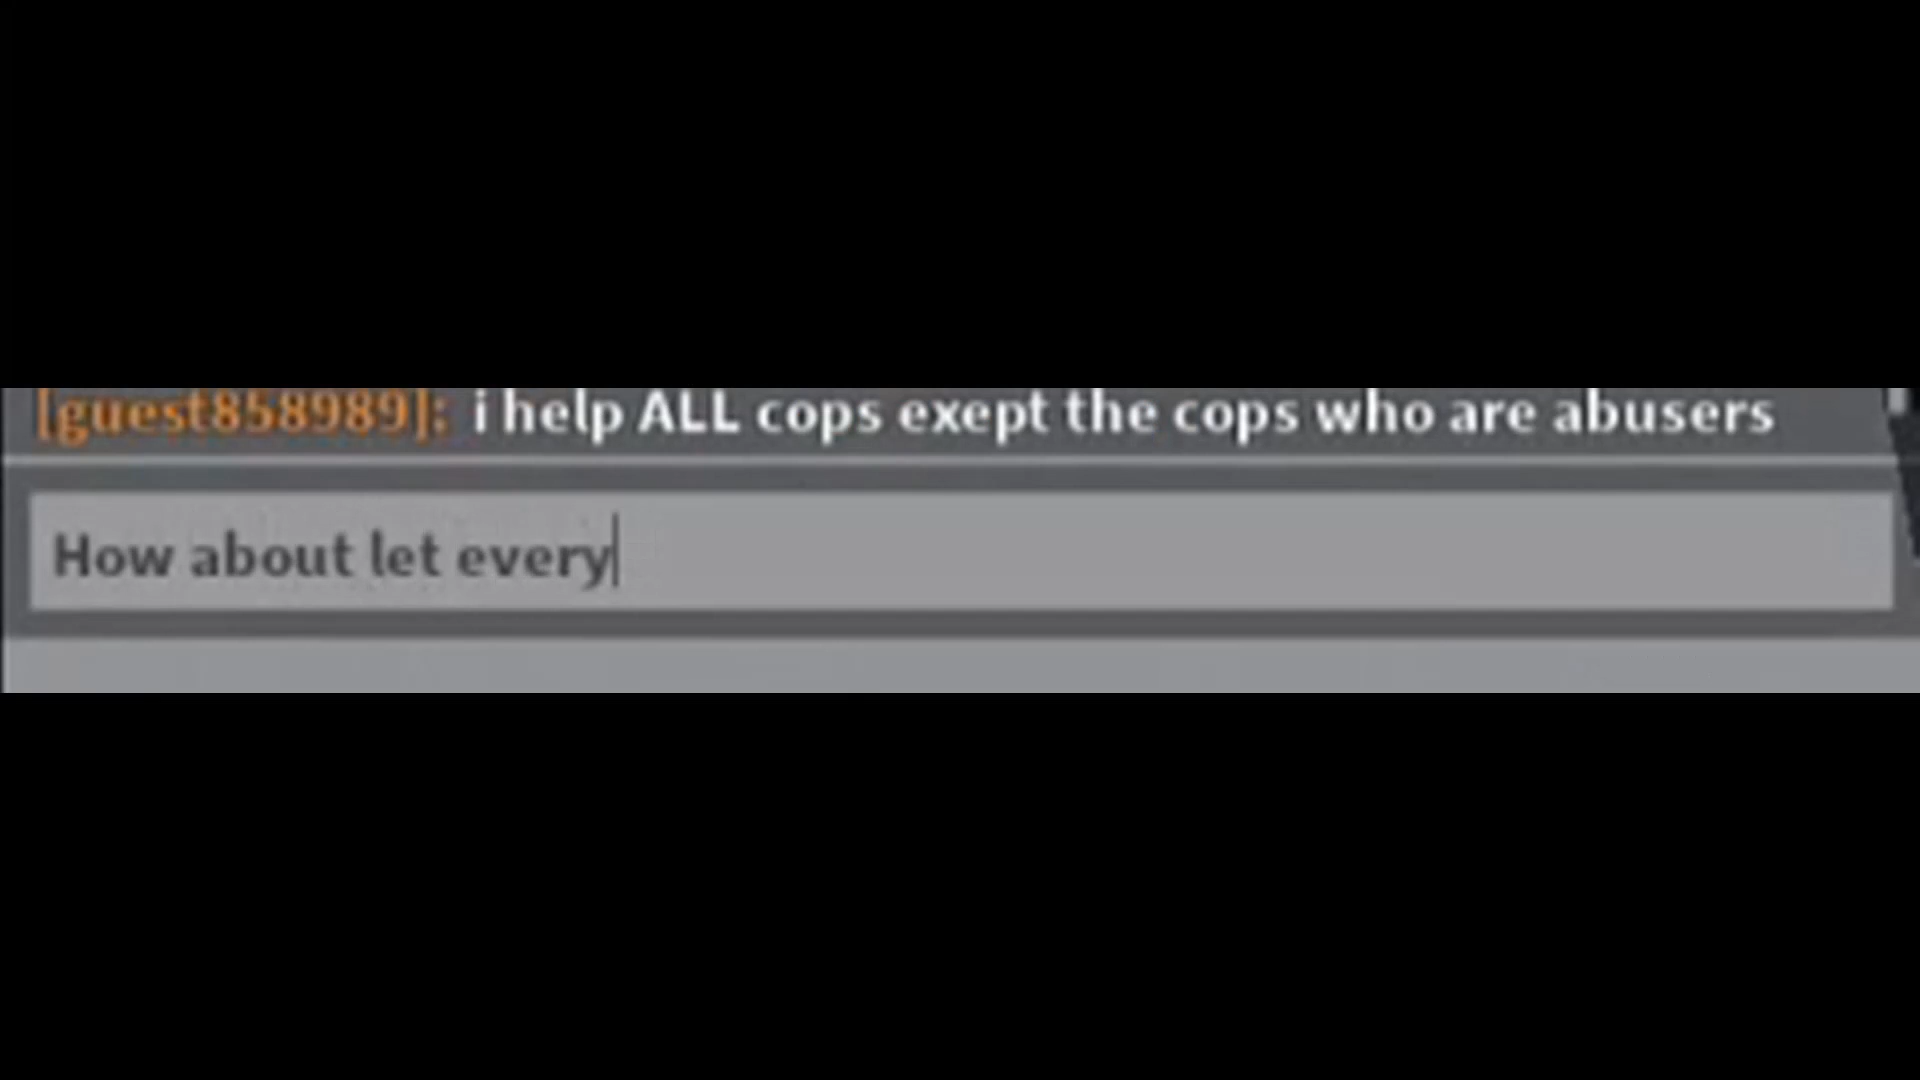 [guest858989]: i help ALL cops exept the cops who are abusers
How about let every